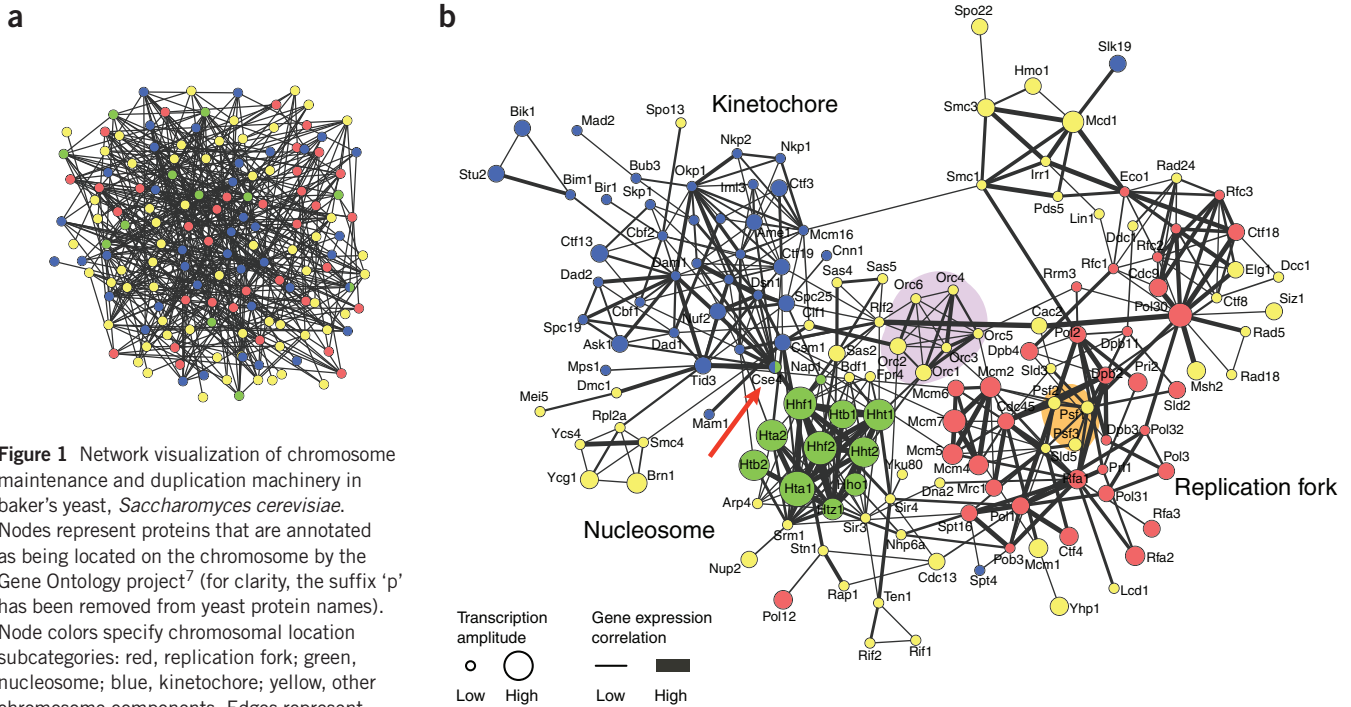 a
b
Kinetochore
Nucleosome
Replication fork
Spo22
Slk19
Hmo1
Smc3
Mcd1
Irr1
Smc1
Pds5
Eco1
Rad24
Rfc3
Lin1
Ddc1
Rfc2
Ctf18
Rfc1
Cdc9
Elg1
Dcc1
Rrm3
Pol30
Ctf8
Siz1
Rad5
Rad18
Msh2
Bik1
Mad2
Spo13
Nkp2
Nkp1
Stu2
Bub3
Okp1
Iml3
Ctf3
Bim1
Bir1
Skp1
Ame1
Mcm16
Ctf13
Cbf2
Ctf19
Cnn1
Dad2
Dam1
Dsn1
Sas4
Sas5
Orc6
Orc4
Spc25
Cbf1
Nuf2
Clf1
Rlf2
Spc19
Cac2
Orc5
Ask1
Dad1
Csm1
Sas2
Orc2
Orc3
Orc1
Mps1
Tid3
Cse4
Nap1
Bdf1
Fpr4
Dmc1
Mei5
Mam1
Rpl2a
Ycs4
Smc4
Ycg1
Brn1
Hhf1
Htb1
Hht1
Hta2
Hhf2
Hht2
Htb2
Hta1
Hho1
Htz1
Yku80
Arp4
Srm1
Sir3
Sir4
Stn1
Nup2
Nhp6a
Dna2
Cdc13
Rap1
Pol12
Ten1
Rif2
Rif1
Pol2
Dpb11
Dpb4
Sld3
Dpb2
Pri2
Mcm2
Mcm6
Psf2
Psf1
Sld2
Cdc45
Mcm7
Psf3
Dpb3
Pol32
Mcm5
Sld5
Mcm4
Mrc1
Rfa1
Pri1
Pol3
Spt16
Pol1
Pol31
Rfa3
Pob3
Mcm1
Ctf4
Rfa2
Spt4
Yhp1
Lcd1
Transcription
amplitude
Low
High
Gene expression
correlation
Low
High
Figure 1 Network visualization of chromosome
maintenance and duplication machinery in
baker's yeast, Saccharomyces cerevisiae.
Nodes represent proteins that are annotated
as being located on the chromosome by the
Gene Ontology project7 (for clarity, the suffix 'p'
has been removed from yeast protein names).
Node colors specify chromosomal location
subcategories: red, replication fork; green,
nucleosome; blue, kinetochore; yellow, other
chromosome components. Edges represent